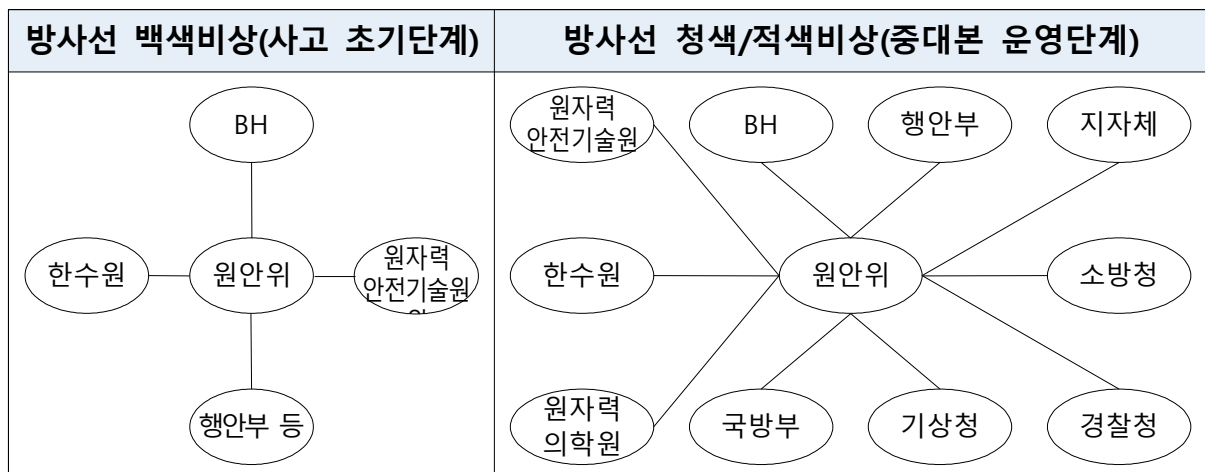 방사선 백색비상(사고 초기단계)
BH
한수원
원안위
원자력
안전기술원
행안부 등
방사선 청색/적색비상(중대본 운영단계)
원자력
안전기술원
BH
행안부
지자체
한수원
원안위
소방청
원자력
의학원
국방부
기상청
경찰청